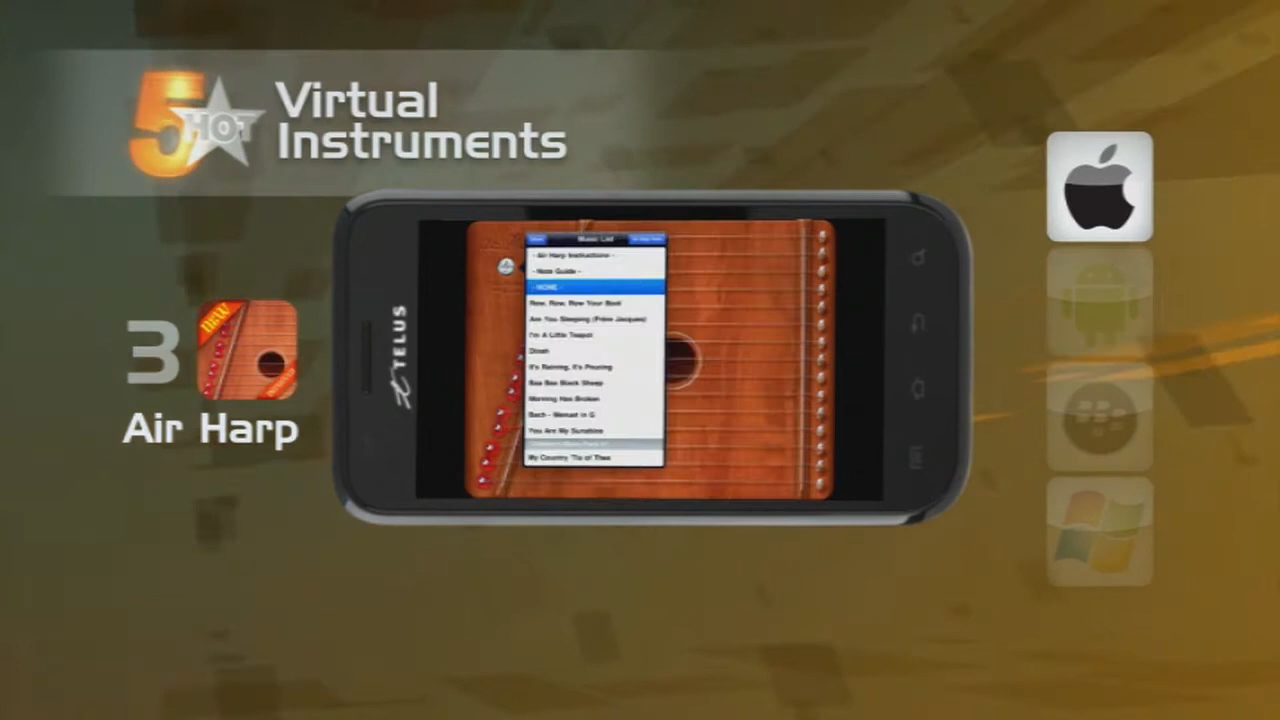 5 HOT
Virtual
Instruments
3
NEW
Air Harp
TELUS
Music List
- Air Harp Instructions -
- Note Guide -
- NONE -
Row, Row, Row Your Boat
Are You Sleeping (Frère Jacques)
I'm A Little Teapot
It's Raining, It's Pouring
Baa Baa Black Sheep
Morning Has Broken
Bach - Menuet in G
You Are My Sunshine
My Country 'Tis of Thee